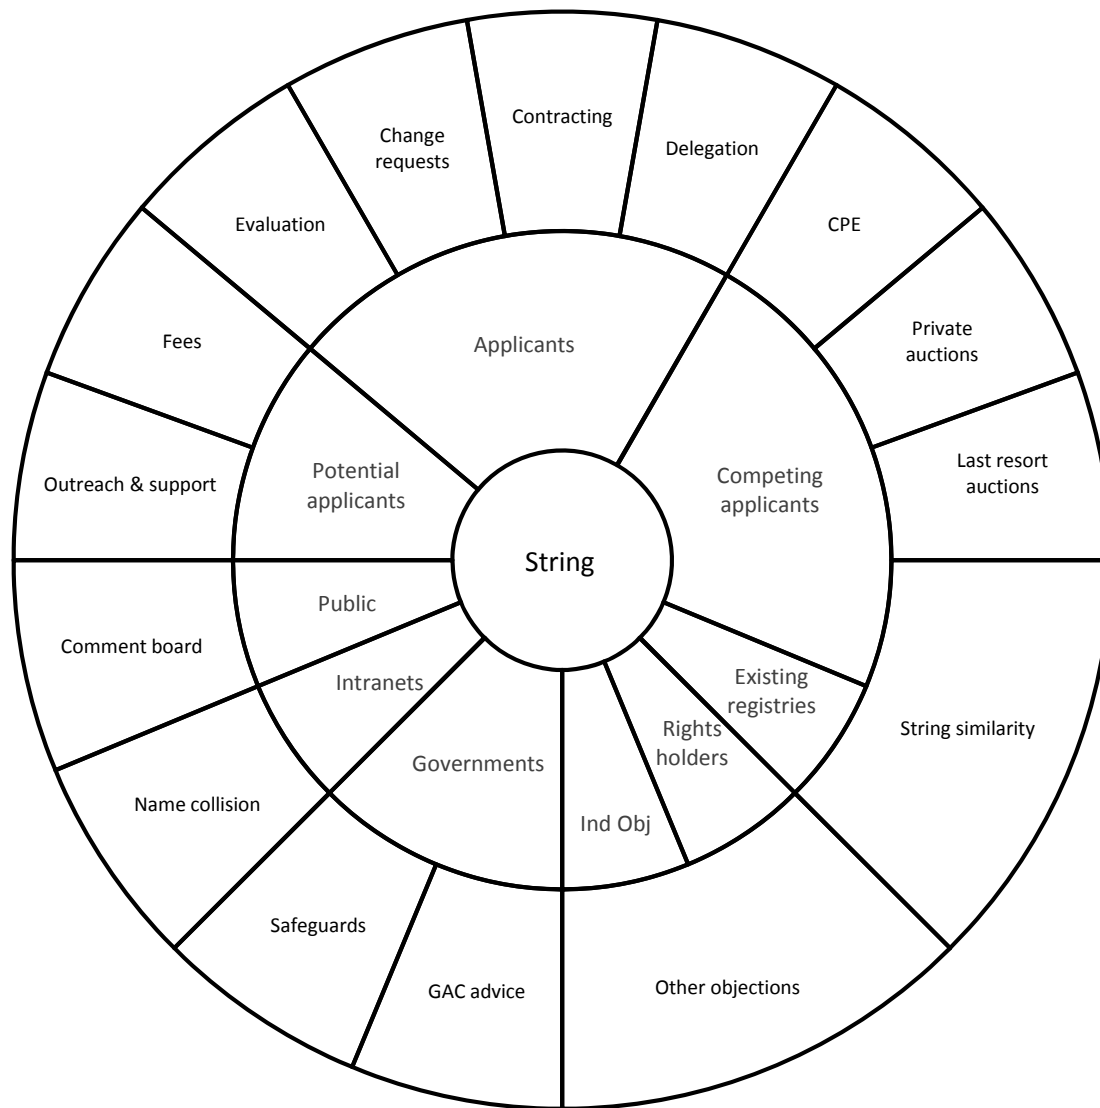 Contracting
Change
requests
Delegation
Evaluation
CPE
Fees
Private
auctions
Applicants
Outreach & support
Potential
applicants
Competing
applicants
Last resort
auctions
String
Public
Comment board
Intranets
Existing
registries
String similarity
Rights
holders
Governments
Name collision
Ind Obj
Safeguards
GAC advice
Other objections